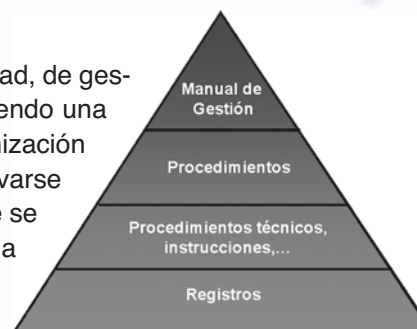 ad, de ges-
endo una
nización
varse
e se
a
Manual de
Gestión
Procedimientos
Procedimientos técnicos,
instrucciones,...
Registros